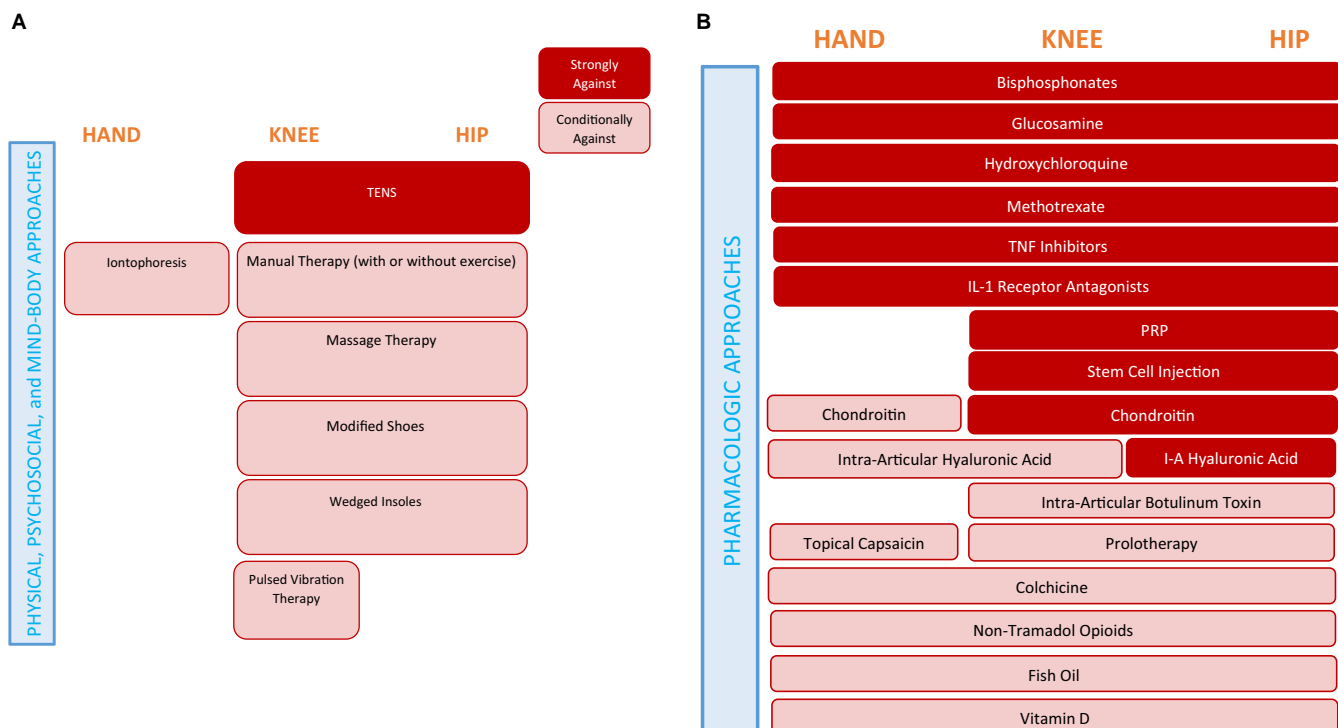 A
Strongly
Against
Conditionally
Against
HAND
KNEE
HIP
PHYSICAL, PSYCHOSOCIAL, and MIND-BODY APPROACHES
TENS
Iontophoresis
Manual Therapy (with or without exercise)
Massage Therapy
Modified Shoes
Wedged Insoles
Pulsed Vibration
Therapy
B
HAND
KNEE
HIP
PHARMACOLOGIC APPROACHES
Bisphosphonates
Glucosamine
Hydroxychloroquine
Methotrexate
TNF Inhibitors
IL-1 Receptor Antagonists
PRP
Stem Cell Injection
Chondroitin
Chondroitin
Intra-Articular Hyaluronic Acid
I-A Hyaluronic Acid
Intra-Articular Botulinum Toxin
Topical Capsaicin
Prolotherapy
Colchicine
Non-Tramadol Opioids
Fish Oil
Vitamin D